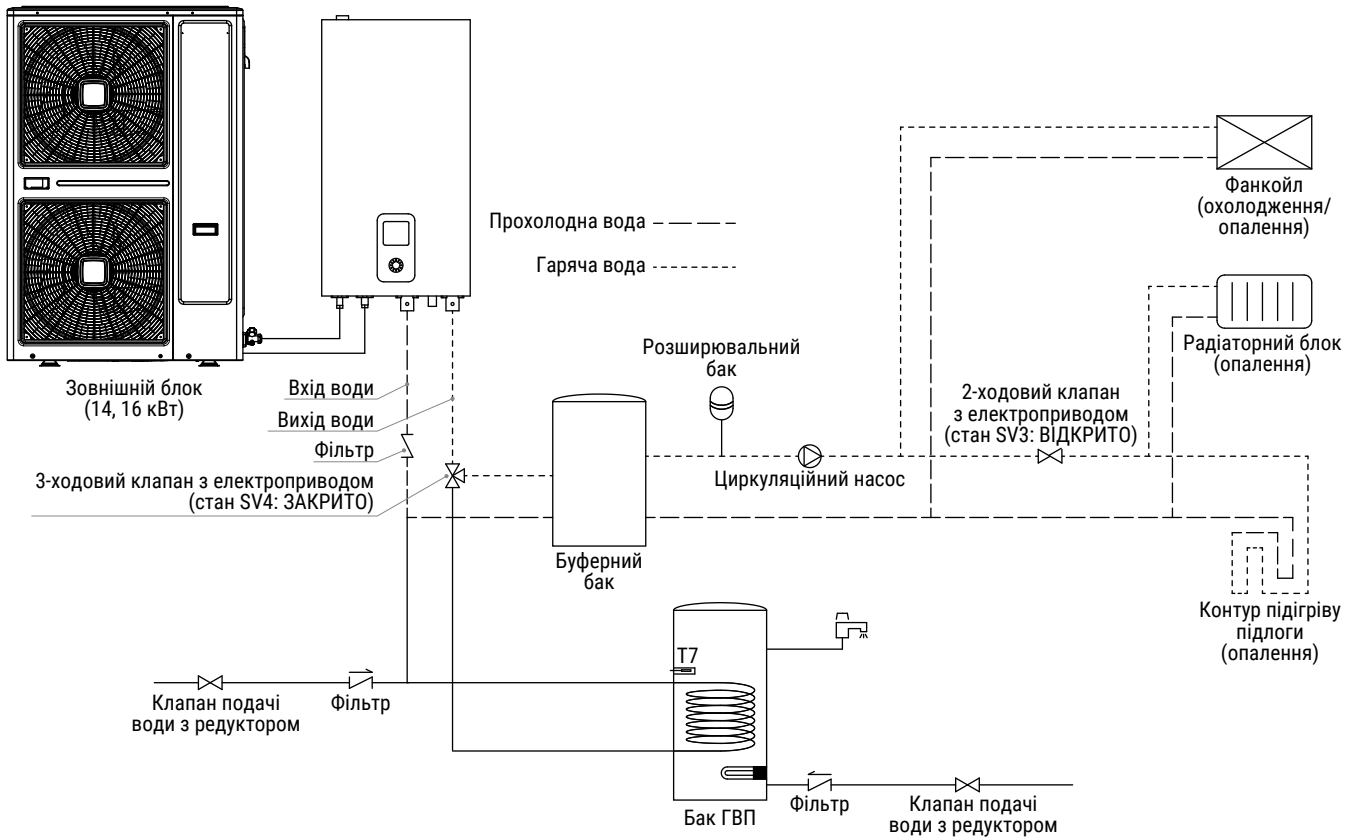 Фанкойл
(охолодження/
опалення)
Прохолодна вода
Гаряча вода
Радіаторний блок
(опалення)
Розширювальний
бак
Зовнішній блок
(14, 16 кВт)
Вхід води
Вихід води
Фільтр
3-ходовий клапан з електроприводом
(стан SV4: ЗАКРИТО)
2-ходовий клапан
з електроприводом
(стан SV3: ВІДКРИТО)
Циркуляційний насос
Буферний
бак
Контур підігріву
підлоги
(опалення)
T7
Клапан подачі
води з редуктором
Фільтр
Бак ГВП
Фільтр
Клапан подачі
води з редуктором